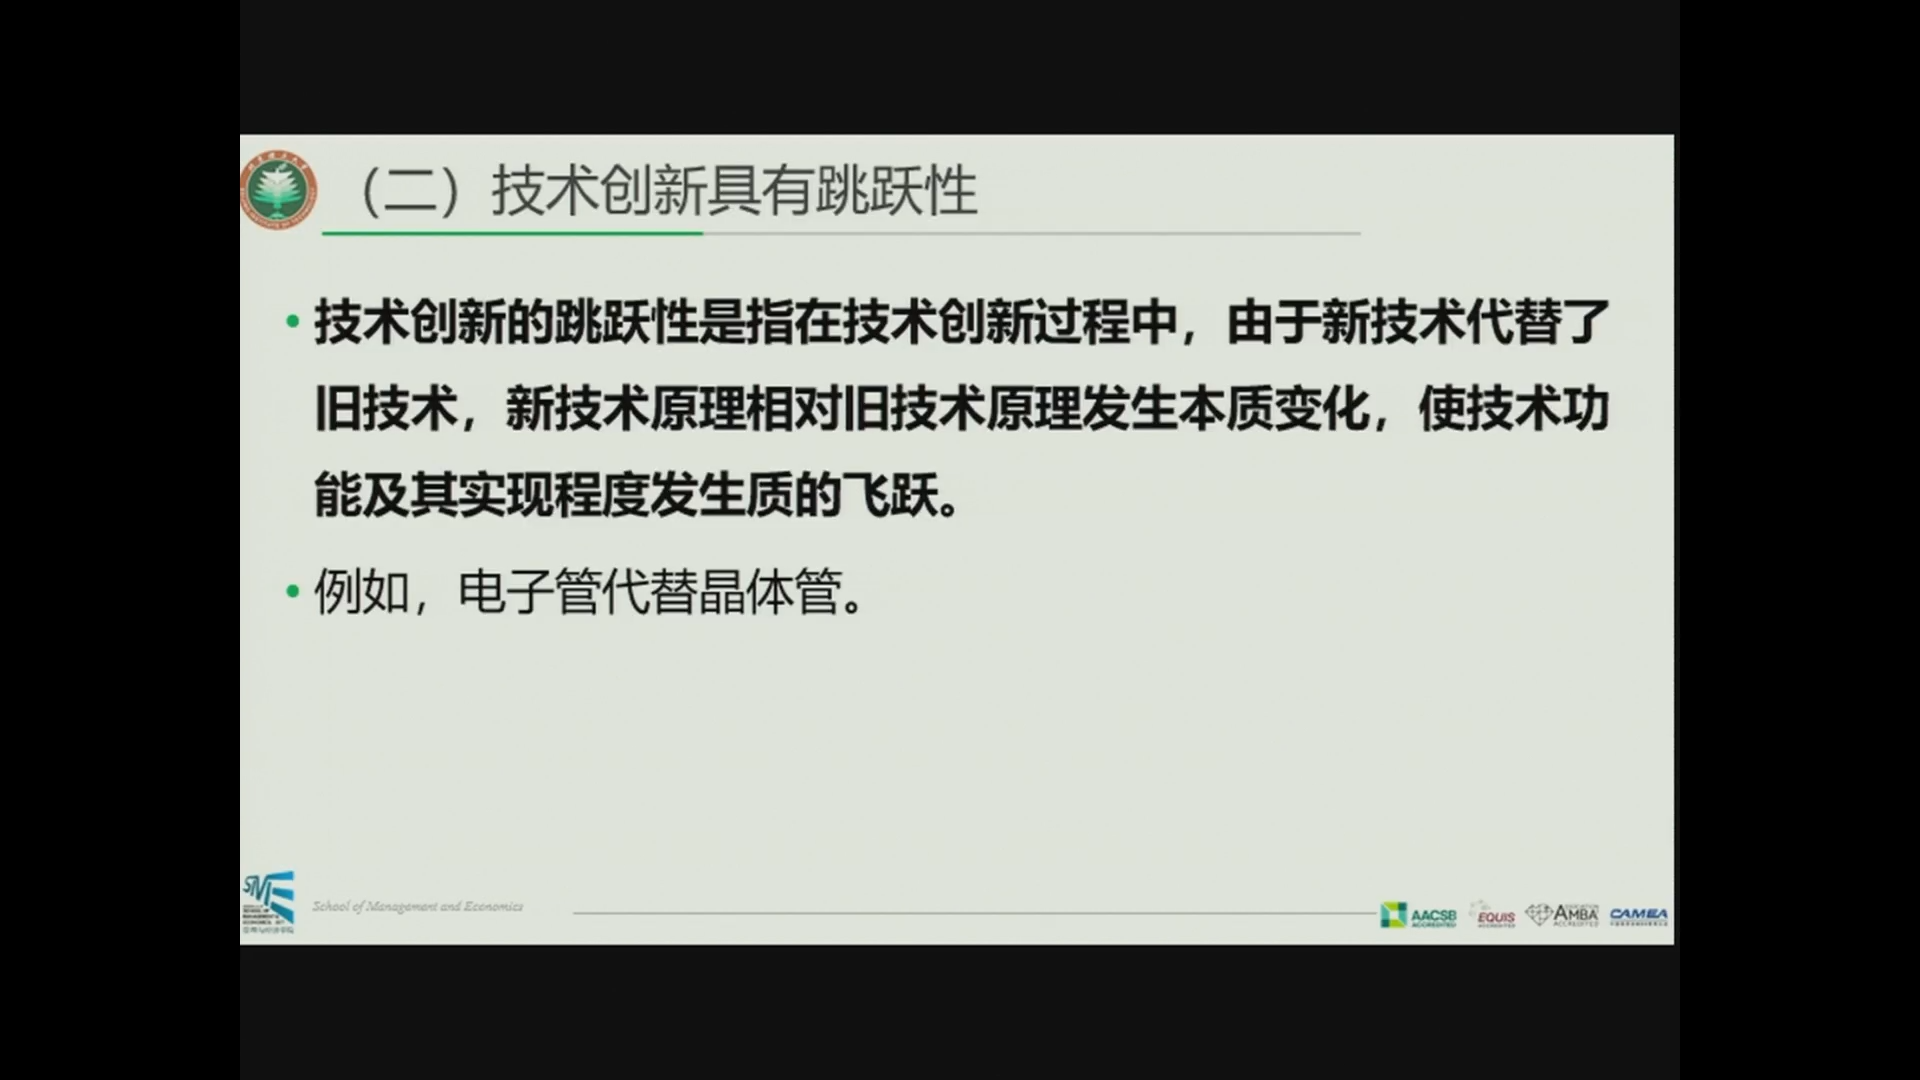 （二）技术创新具有跳跃性
技术创新的跳跃性是指在技术创新过程中，由于新技术代替了
旧技术，新技术原理相对旧技术原理发生本质变化，使技术功
能及其实现程度发生质的飞跃。
例如，电子管代替晶体管。
School of Management and Economics
AACSB
ACCREDITED
EQUIS
ACCREDITED
AMBA
ACCREDITED
CAMEA